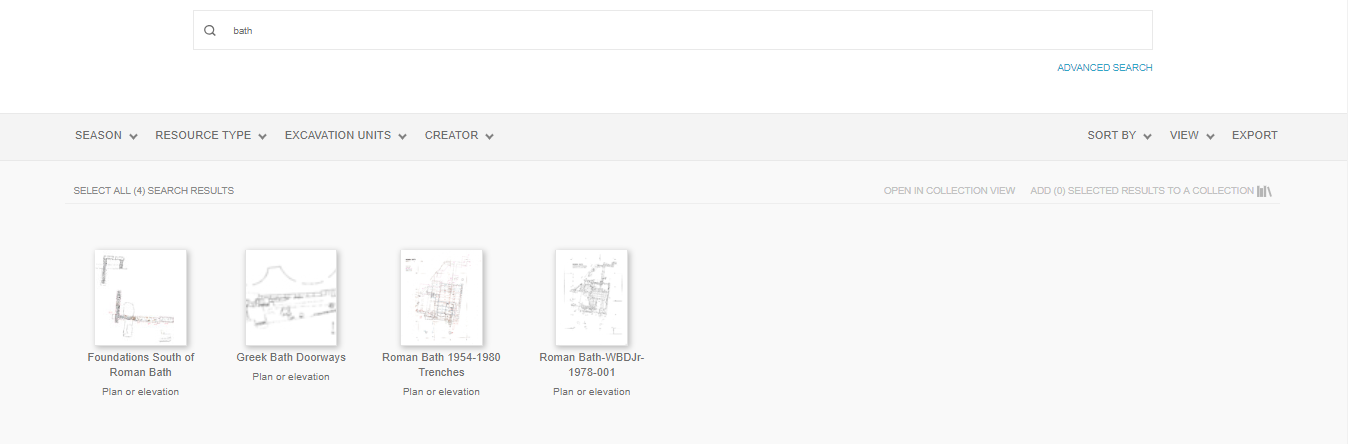 bath
ADVANCED SEARCH
SEASON RESOURCE TYPE EXCAVATION UNITS CREATOR SORT BY VIEW EXPORT
SELECT ALL (4) SEARCH RESULTS OPEN IN COLLECTION VIEW ADD (0) SELECTED RESULTS TO A COLLECTION
Foundations South of
Roman Bath
Plan or elevation
Greek Bath Doorways
Plan or elevation
Roman Bath 1954-1980
Trenches
Plan or elevation
Roman Bath-WBDJr-
1978-001
Plan or elevation